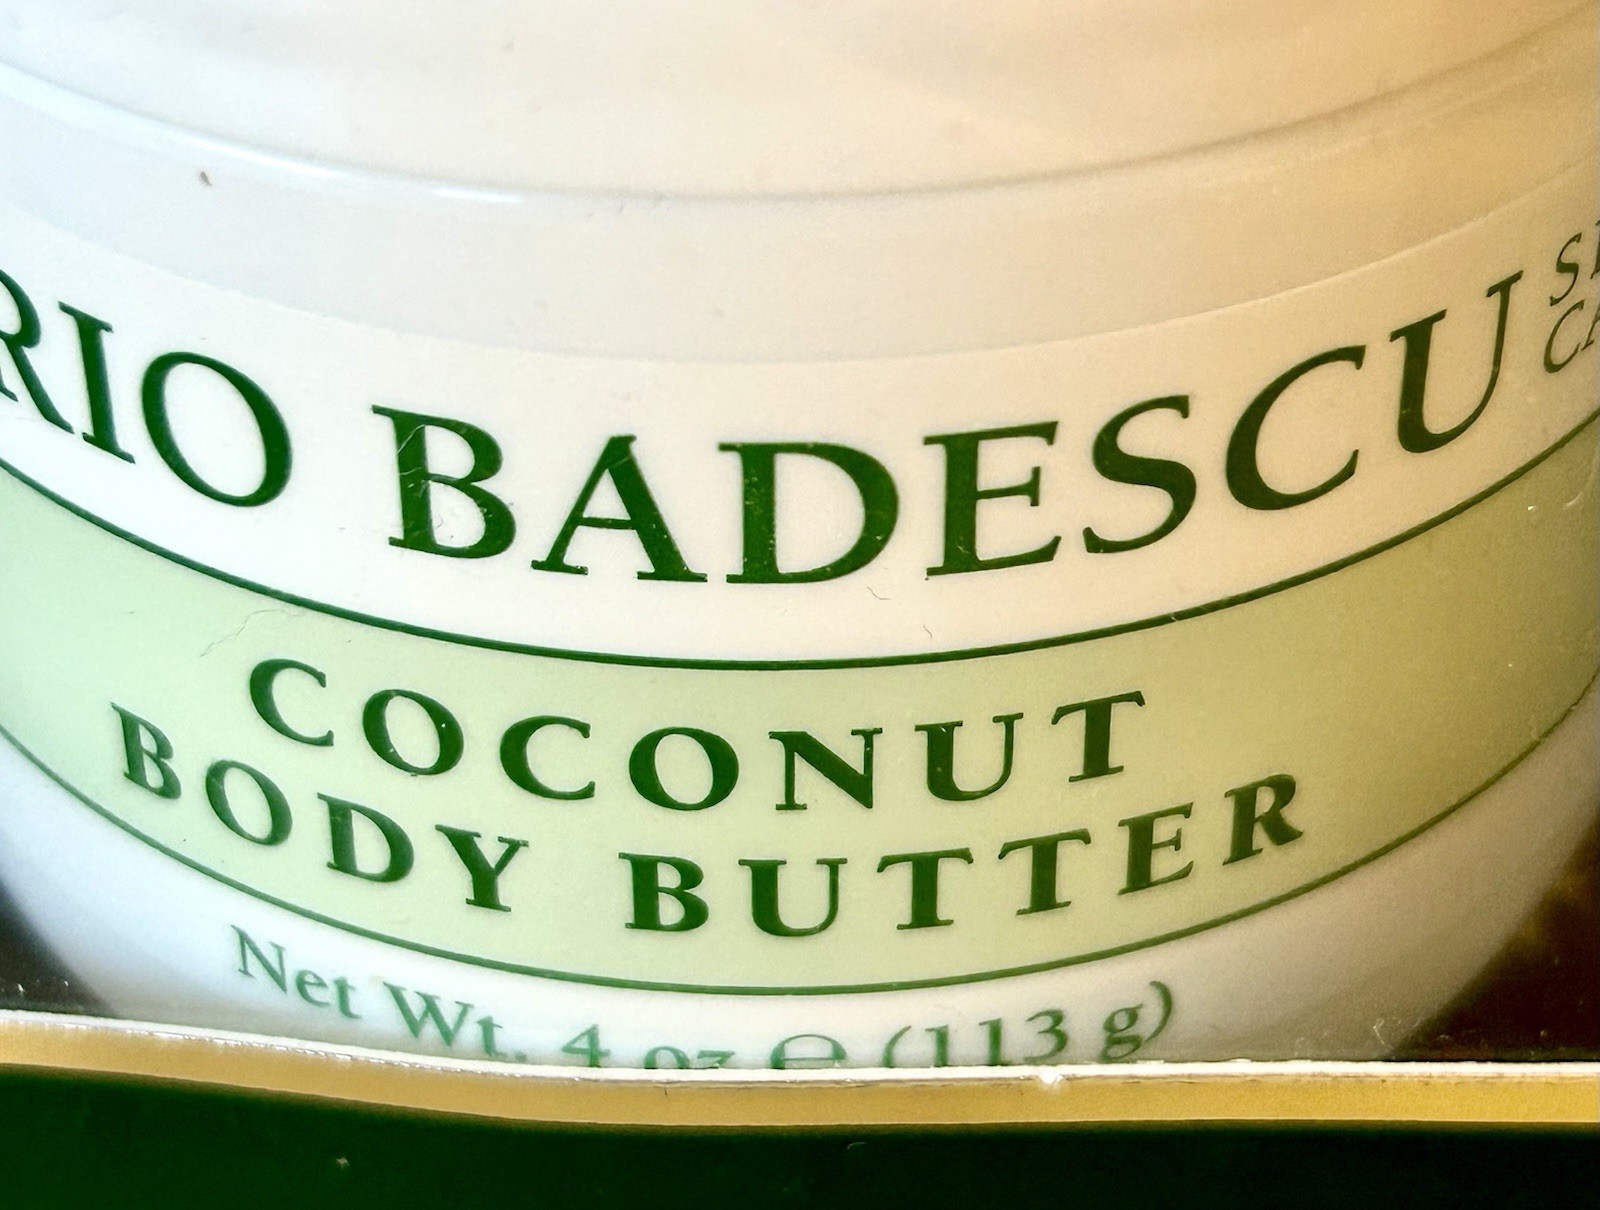 RIO BADESCU
COCONUT
BODY BUTTER
Net Wt. 4 oz ℮ (113 g)